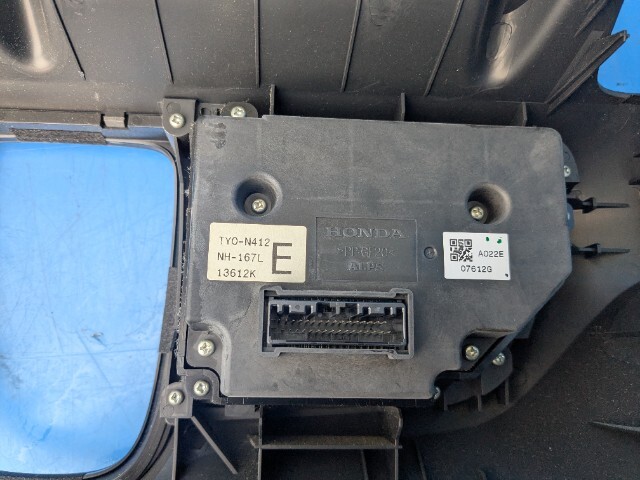 TY0-N412
NH-167L
13612K
E
HONDA
A022E
07612G